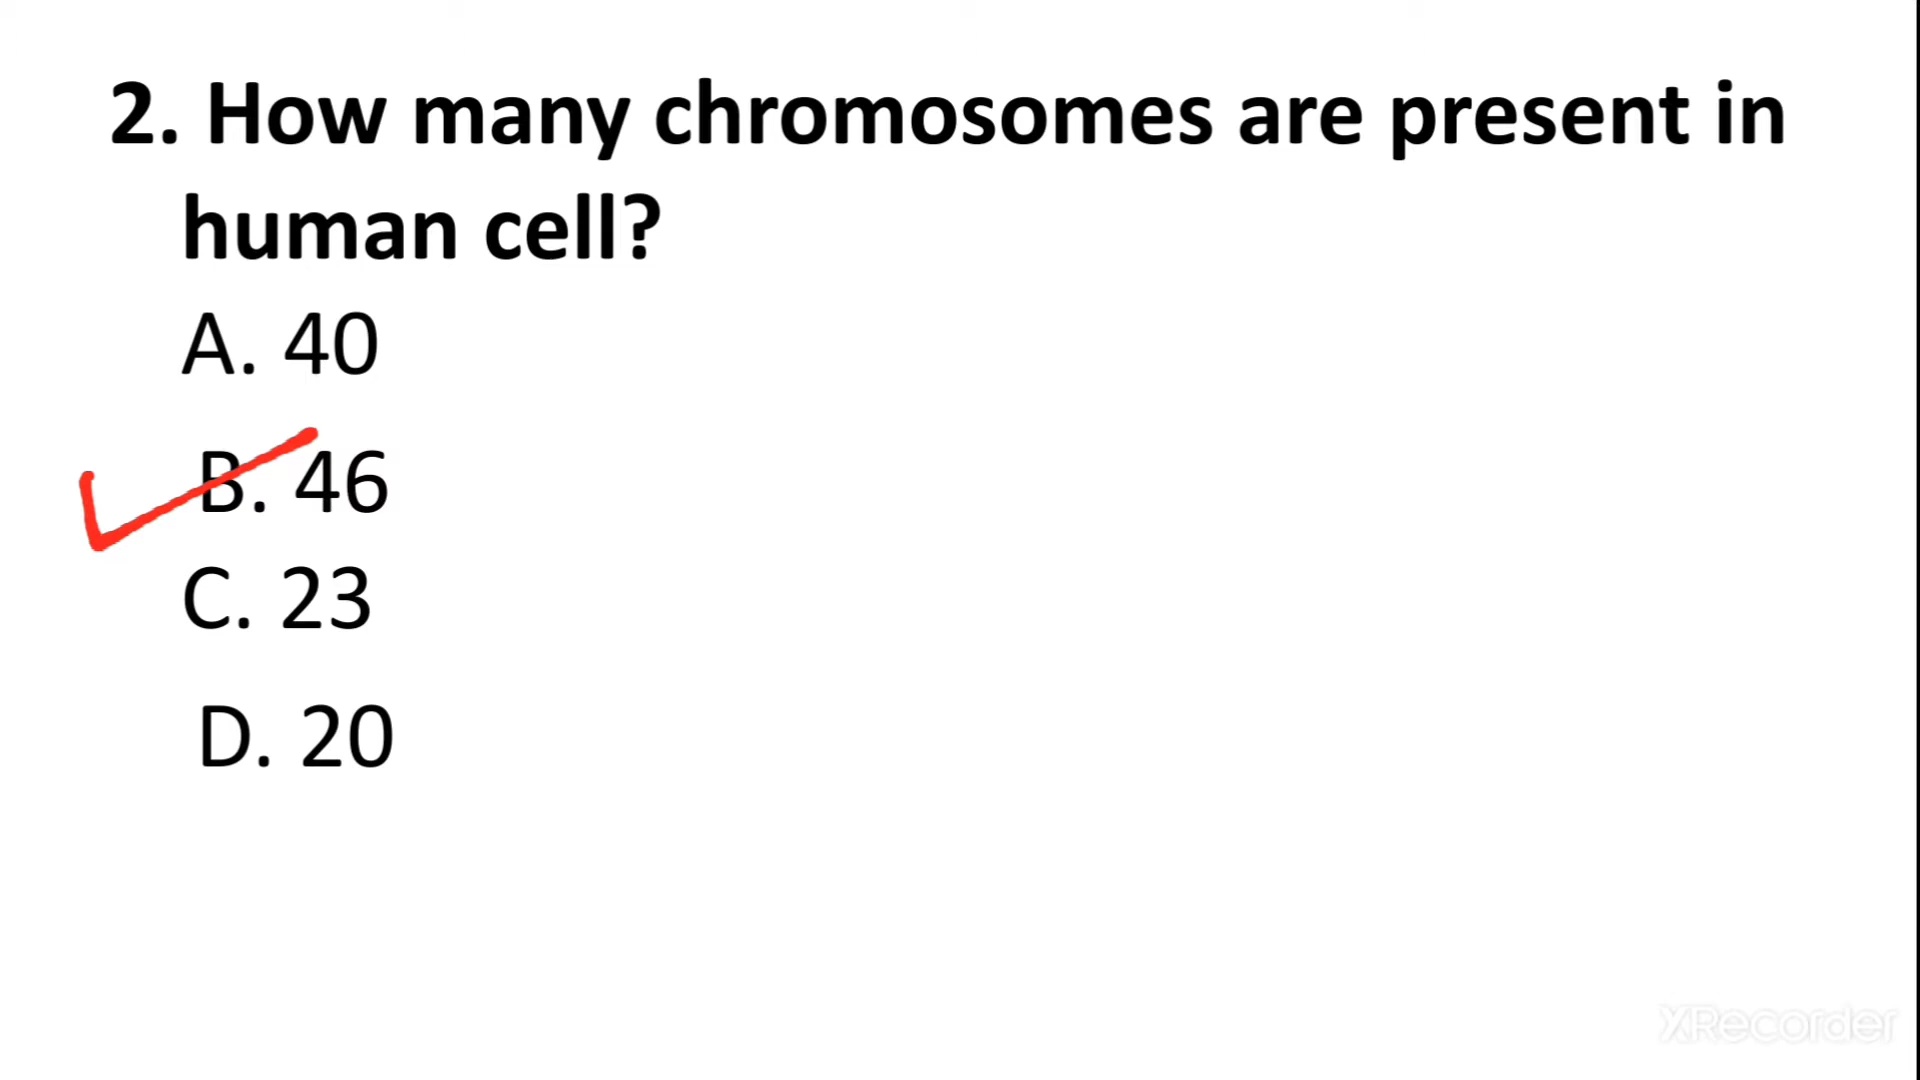 2. How many chromosomes are present in
human cell?
A. 40
B. 46
C. 23
D. 20
XRecorder